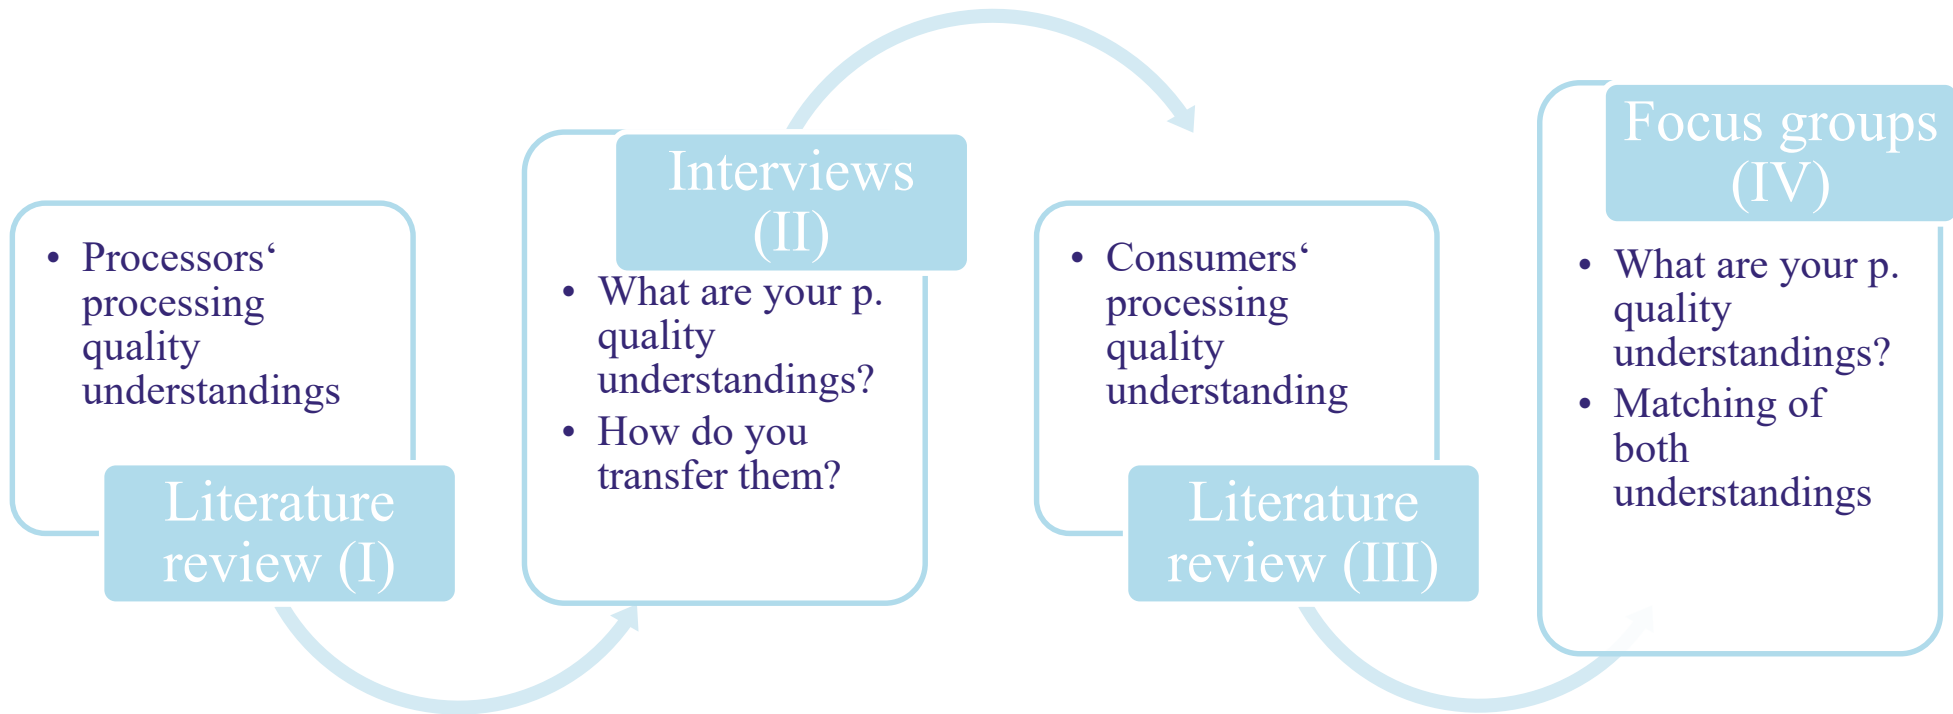 • Processors‘
processing
quality
understandings
Literature
review (I)
Interviews
(II)
• What are your p.
quality
understandings?
• How do you
transfer them?
• Consumers‘
processing
quality
understanding
Literature
review (III)
Focus groups
(IV)
• What are your p.
quality
understandings?
• Matching of
both
understandings